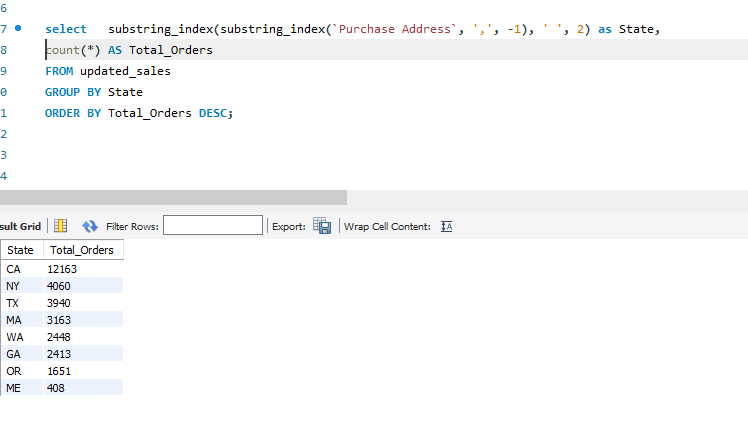 6
7 select substring_index(substring_index(`Purchase Address`, ',', -1), ' ', 2) as State,
8 count(*) AS Total_Orders
9 FROM updated_sales
0 GROUP BY State
1 ORDER BY Total_Orders DESC;
2
3
4
sult Grid Filter Rows: Export: Wrap Cell Content:
State Total_Orders
CA 12163
NY 4060
TX 3940
MA 3163
WA 2448
GA 2413
OR 1651
ME 408